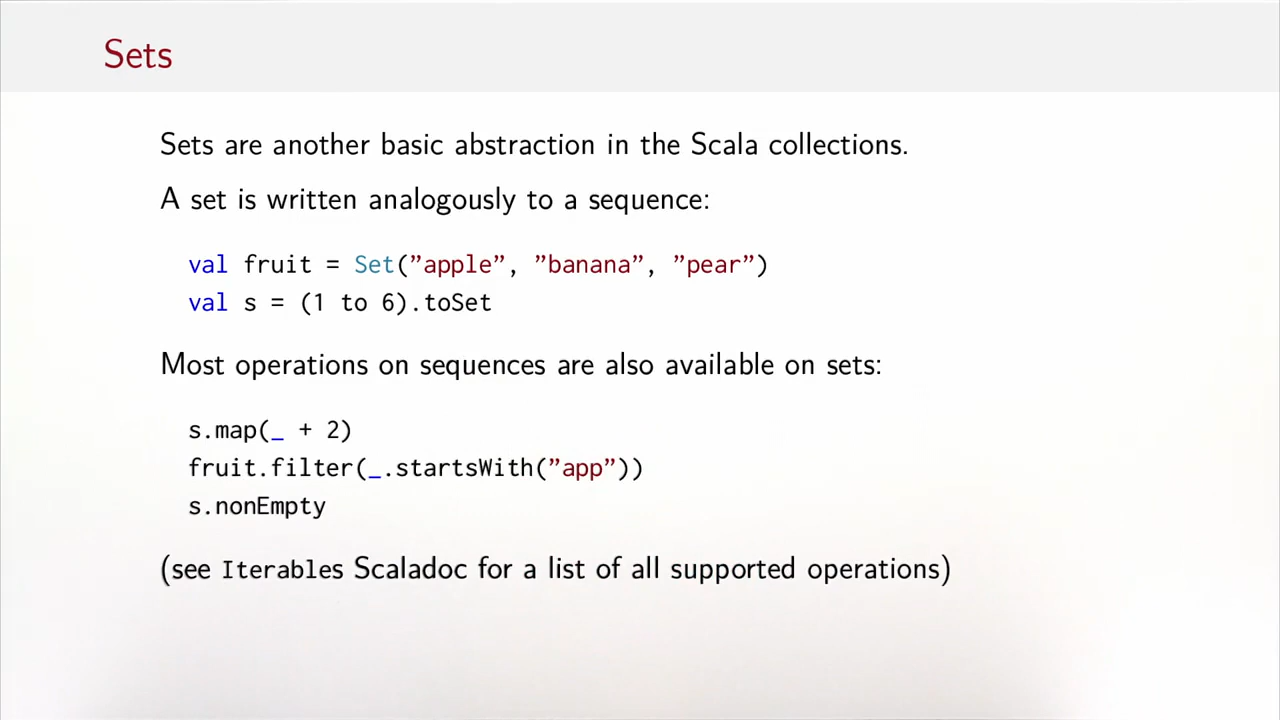 Sets
Sets are another basic abstraction in the Scala collections.
A set is written analogously to a sequence:
val fruit = Set(”apple”, ”banana”, ”pear”)
val s = (1 to 6).toSet
Most operations on sequences are also available on sets:
s.map(_ + 2)
fruit.filter(_.startsWith(”app”))
s.nonEmpty
(see Iterables Scaladoc for a list of all supported operations)